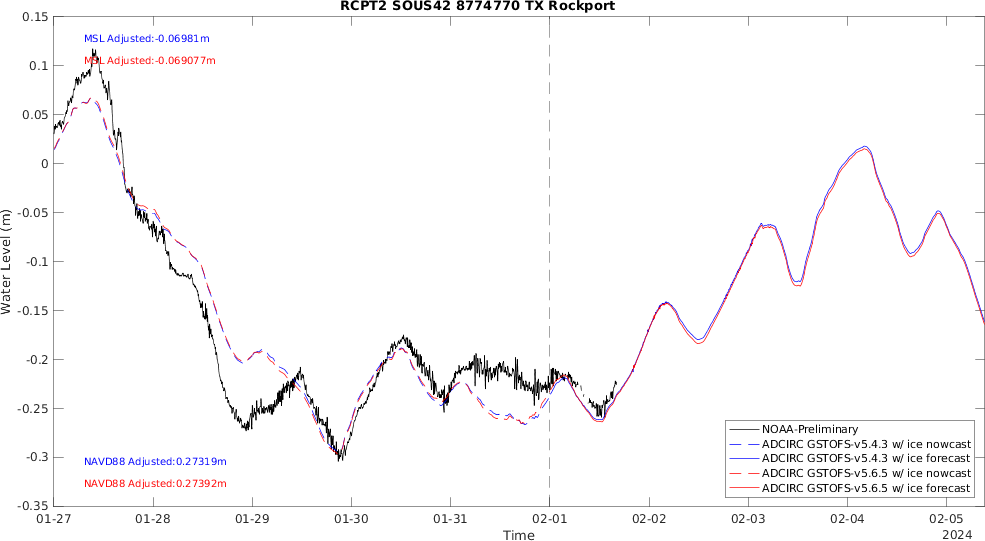 RCPT2 SOUS42 8774770 TX Rockport
0.15
0.1
0.05
0
-0.05
-0.1
-0.15
-0.2
-0.25
-0.3
-0.35
Water Level (m)
MSL Adjusted:-0.06981m
MSL Adjusted:-0.069077m
NAVD88 Adjusted:0.27319m
NAVD88 Adjusted:0.27392m
NOAA-Preliminary
ADCIRC GSTOFS-v5.4.3 w/ ice nowcast
ADCIRC GSTOFS-v5.4.3 w/ ice forecast
ADCIRC GSTOFS-v5.6.5 w/ ice nowcast
ADCIRC GSTOFS-v5.6.5 w/ ice forecast
01-27 01-28 01-29 01-30 01-31 02-01 02-02 02-03 02-04 02-05
Time
2024